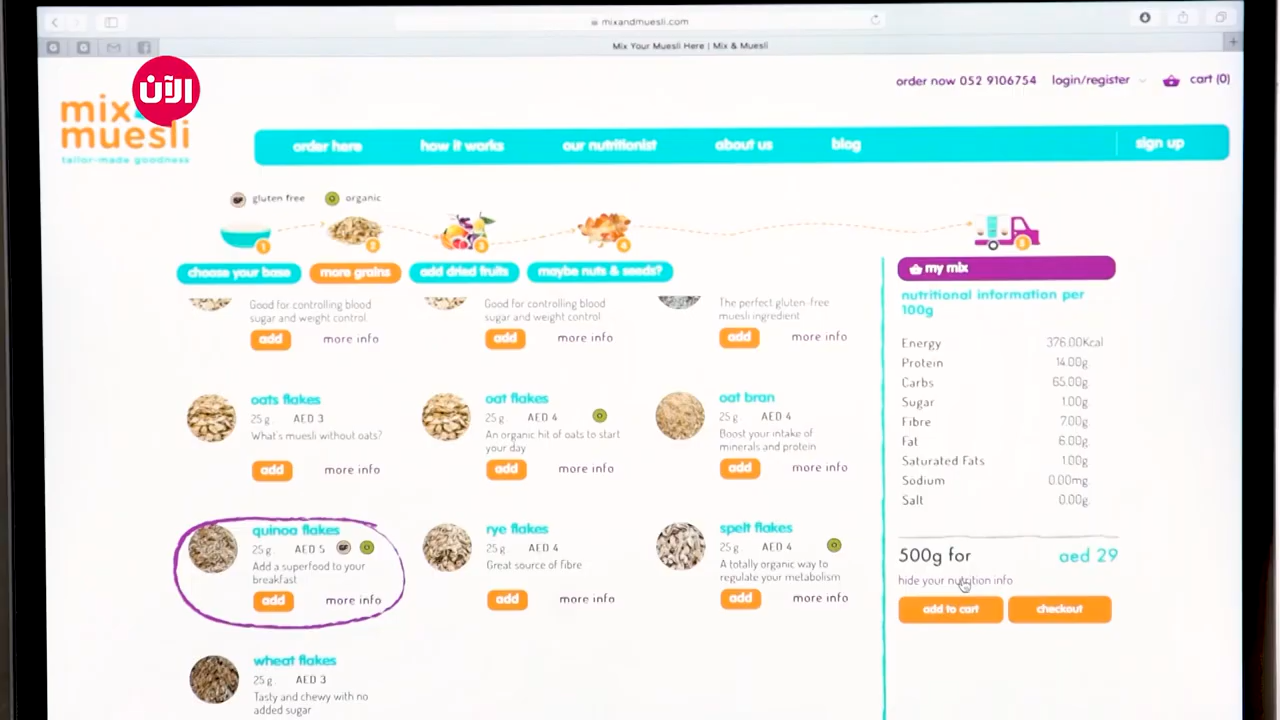 mixandmuesli.com
Mix Your Muesli Here | Mix & Muesli
الآن
order now 052 9106754
login/register
cart (0)
mix
muesli
tailor-made goodness
order here
how it works
our nutritionist
about us
blog
sign up
gluten free
organic
1
2
3
4
5
choose your base
more grains
add dried fruits
maybe nuts & seeds?
Good for controlling blood
sugar and weight control
add
more info
Good for controlling blood
sugar and weight control
add
more info
The perfect gluten-free
muesli ingredient
add
more info
oats flakes
25 g AED 3
What's muesli without oats?
add
more info
oat flakes
25 g AED 4
An organic hit of oats to start
your day
add
more info
oat bran
25 g AED 4
Boost your intake of
minerals and protein
add
more info
quinoa flakes
25 g AED 5
Add a superfood to your
breakfast
add
more info
rye flakes
25 g AED 4
Great source of fibre
add
more info
spelt flakes
25 g AED 4
A totally organic way to
regulate your metabolism
add
more info
wheat flakes
25 g AED 3
Tasty and chewy with no
added sugar
my mix
nutritional information per
100g
Energy 376.00Kcal
Protein 14.00g
Carbs 65.00g
Sugar 1.00g
Fibre 7.00g
Fat 6.00g
Saturated Fats 1.00g
Sodium 0.00mg
Salt 0.00g
500g for aed 29
hide your nutrition info
add to cart
checkout